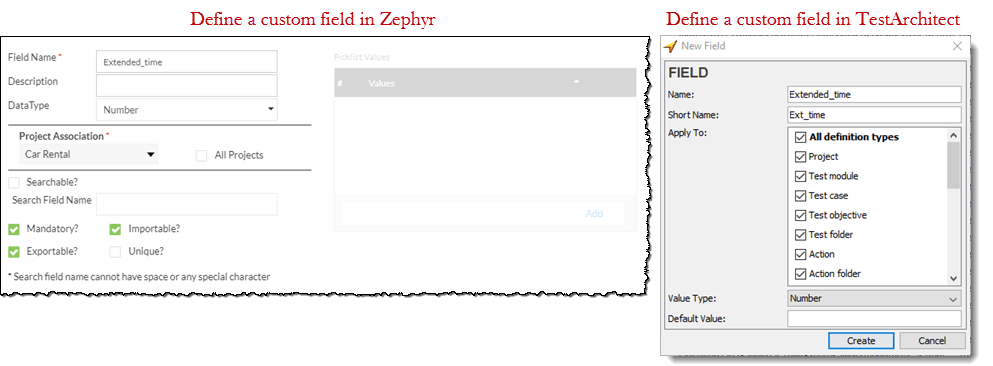 Define a custom field in Zephyr
Field Name *
Extended_time
Description
DataType
Number
Project Association *
Car Rental
All Projects
Searchable?
Search Field Name
Mandatory?
Importable?
Exportable?
Unique?
* Search field name cannot have space or any special character
Picklist Values
# Values
Add
Define a custom field in TestArchitect
New Field
FIELD
Name: Extended_time
Short Name: Ext_time
Apply To: All definition types
Project
Test module
Test case
Test objective
Test folder
Action
Action folder
Value Type: Number
Default Value:
Create Cancel